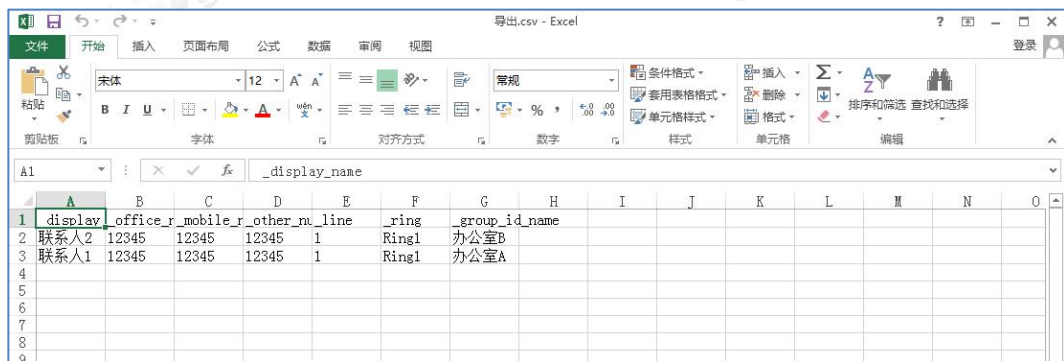 导出.csv - Excel
文件 开始 插入 页面布局 公式 数据 审阅 视图 登录
宋体 12 A A 常规 条件格式 插入 Σ
粘贴 B I U A wén 文 % , 套用表格格式 删除 排序和筛选 查找和选择
单元格样式 格式
剪贴板 字体 对齐方式 数字 样式 单元格 编辑
A1 fx _display_name
A B C D E F G H I J K L M N O
1 _display _office_r _mobile_r _other_nu _line _ring _group_id_name
2 联系人2 12345 12345 12345 1 Ring1 办公室B
3 联系人1 12345 12345 12345 1 Ring1 办公室A
4
5
6
7
8
9